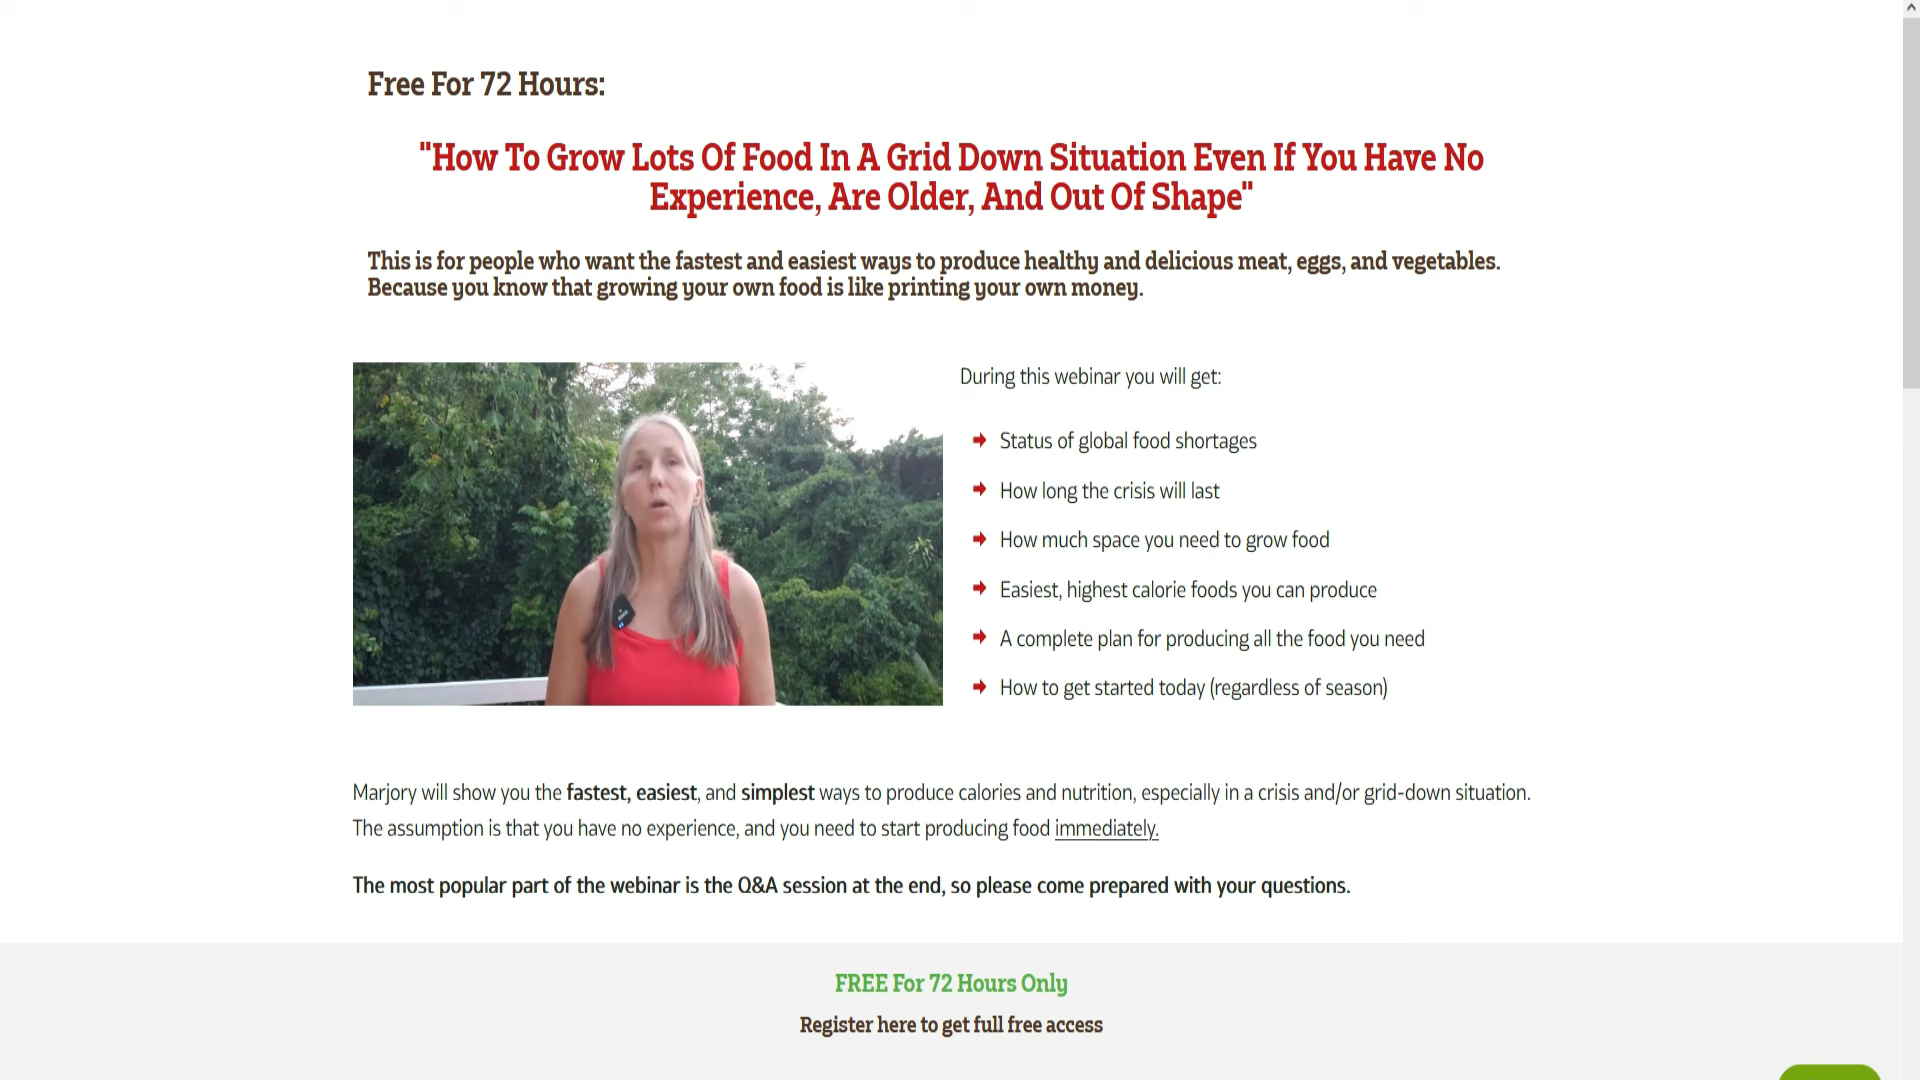 Free For 72 Hours:
"How To Grow Lots Of Food In A Grid Down Situation Even If You Have No
Experience, Are Older, And Out Of Shape"
This is for people who want the fastest and easiest ways to produce healthy and delicious meat, eggs, and vegetables.
Because you know that growing your own food is like printing your own money.
During this webinar you will get:
Status of global food shortages
How long the crisis will last
How much space you need to grow food
Easiest, highest calorie foods you can produce
A complete plan for producing all the food you need
How to get started today (regardless of season)
Marjory will show you the fastest, easiest, and simplest ways to produce calories and nutrition, especially in a crisis and/or grid-down situation.
The assumption is that you have no experience, and you need to start producing food immediately.
The most popular part of the webinar is the Q&A session at the end, so please come prepared with your questions.
FREE For 72 Hours Only
Register here to get full free access